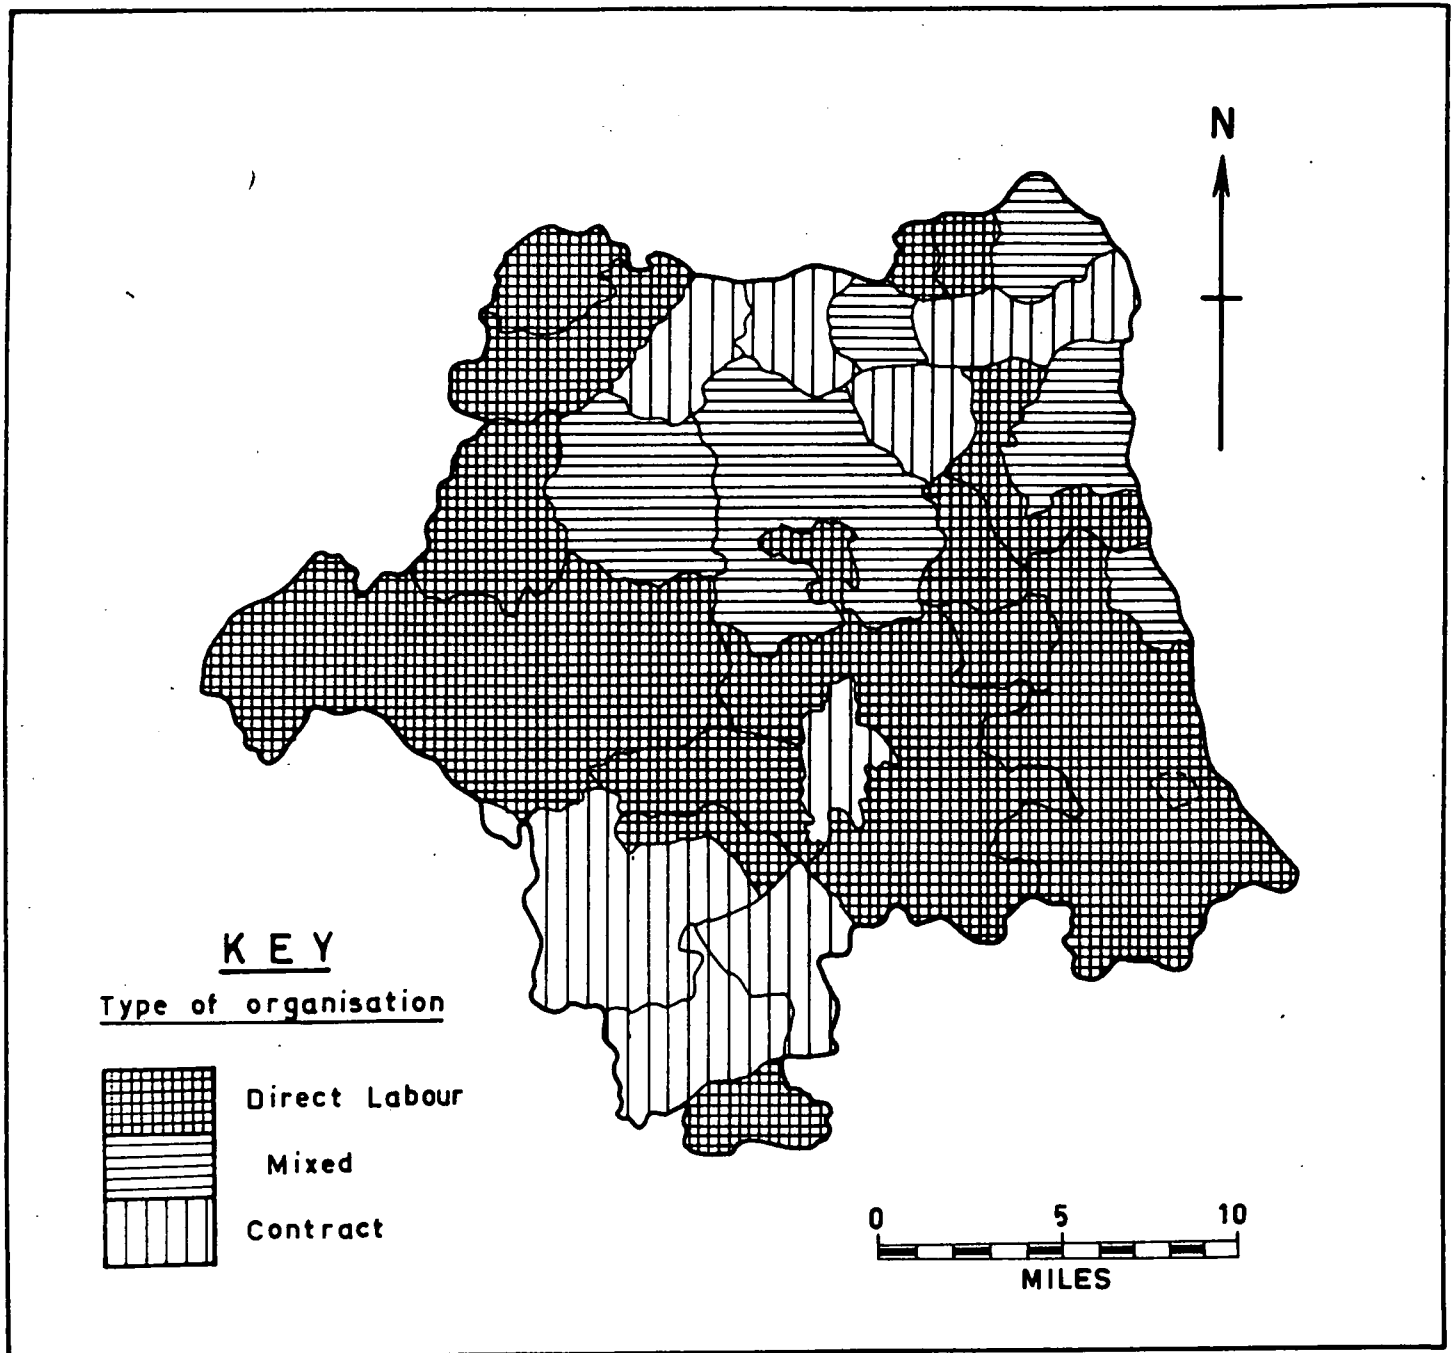 N
KEY
Type of organisation
Direct Labour
Mixed
Contract
0 5 10
MILES